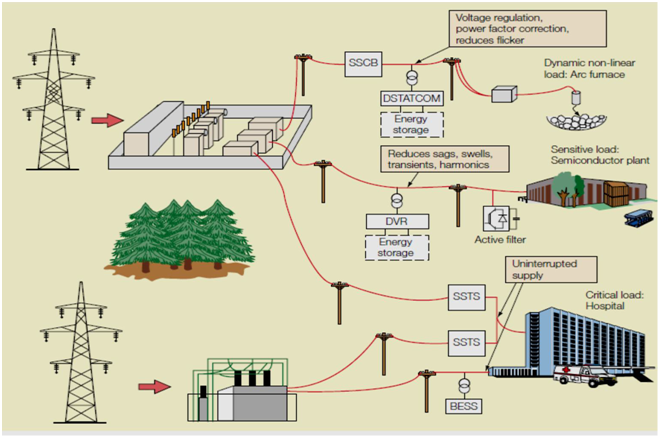 Voltage regulation,
power factor correction,
reduces flicker
SSCB
Dynamic non-linear
load: Arc furnace
DSTATCOM
Energy
storage
Sensitive load:
Semiconductor plant
Reduces sags, swells,
transients, harmonics
DVR
Energy
storage
Active filter
Uninterrupted
supply
SSTS
Critical load:
Hospital
SSTS
BESS